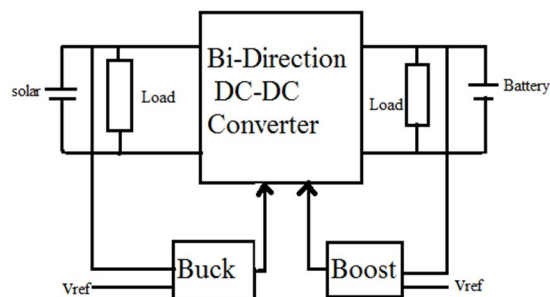 Bi-Direction
DC-DC
Converter
solar
Load
Load
Battery
Buck
Boost
Vref
Vref